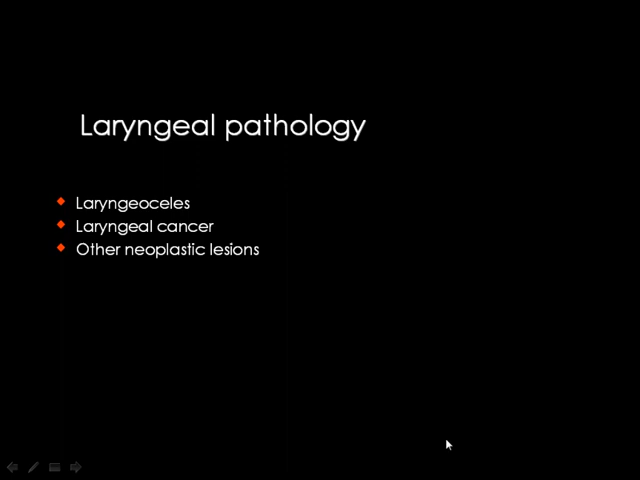 Laryngeal pathology
Laryngeoceles
Laryngeal cancer
Other neoplastic lesions